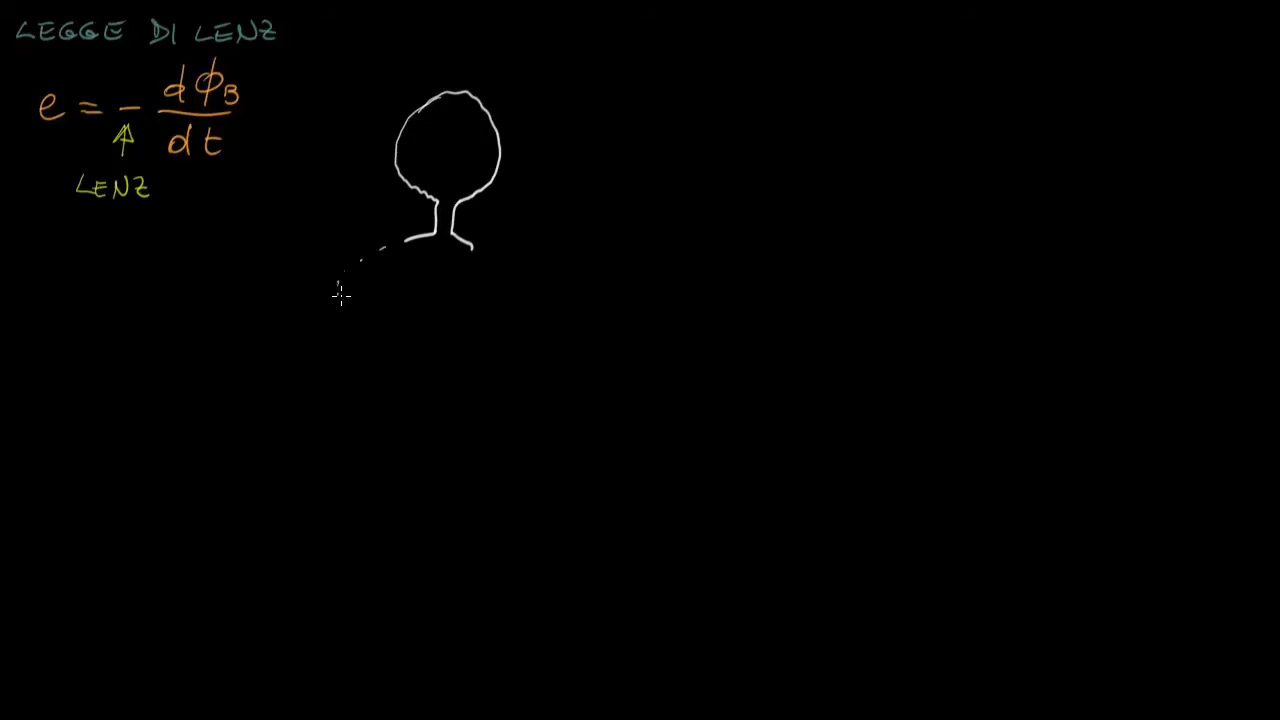 LEGGE DI LENZ
e = - dϕB/dt
LENZ